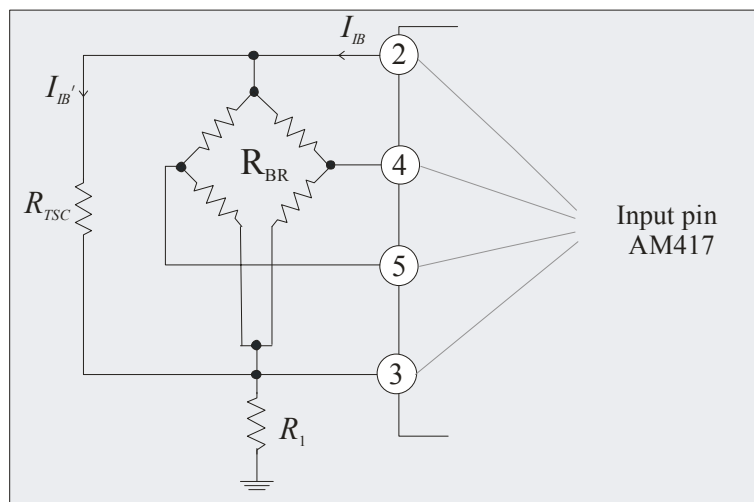 I_IB
2
I_IB'
R_BR
4
R_TSC
Input pin
AM417
5
3
R_1